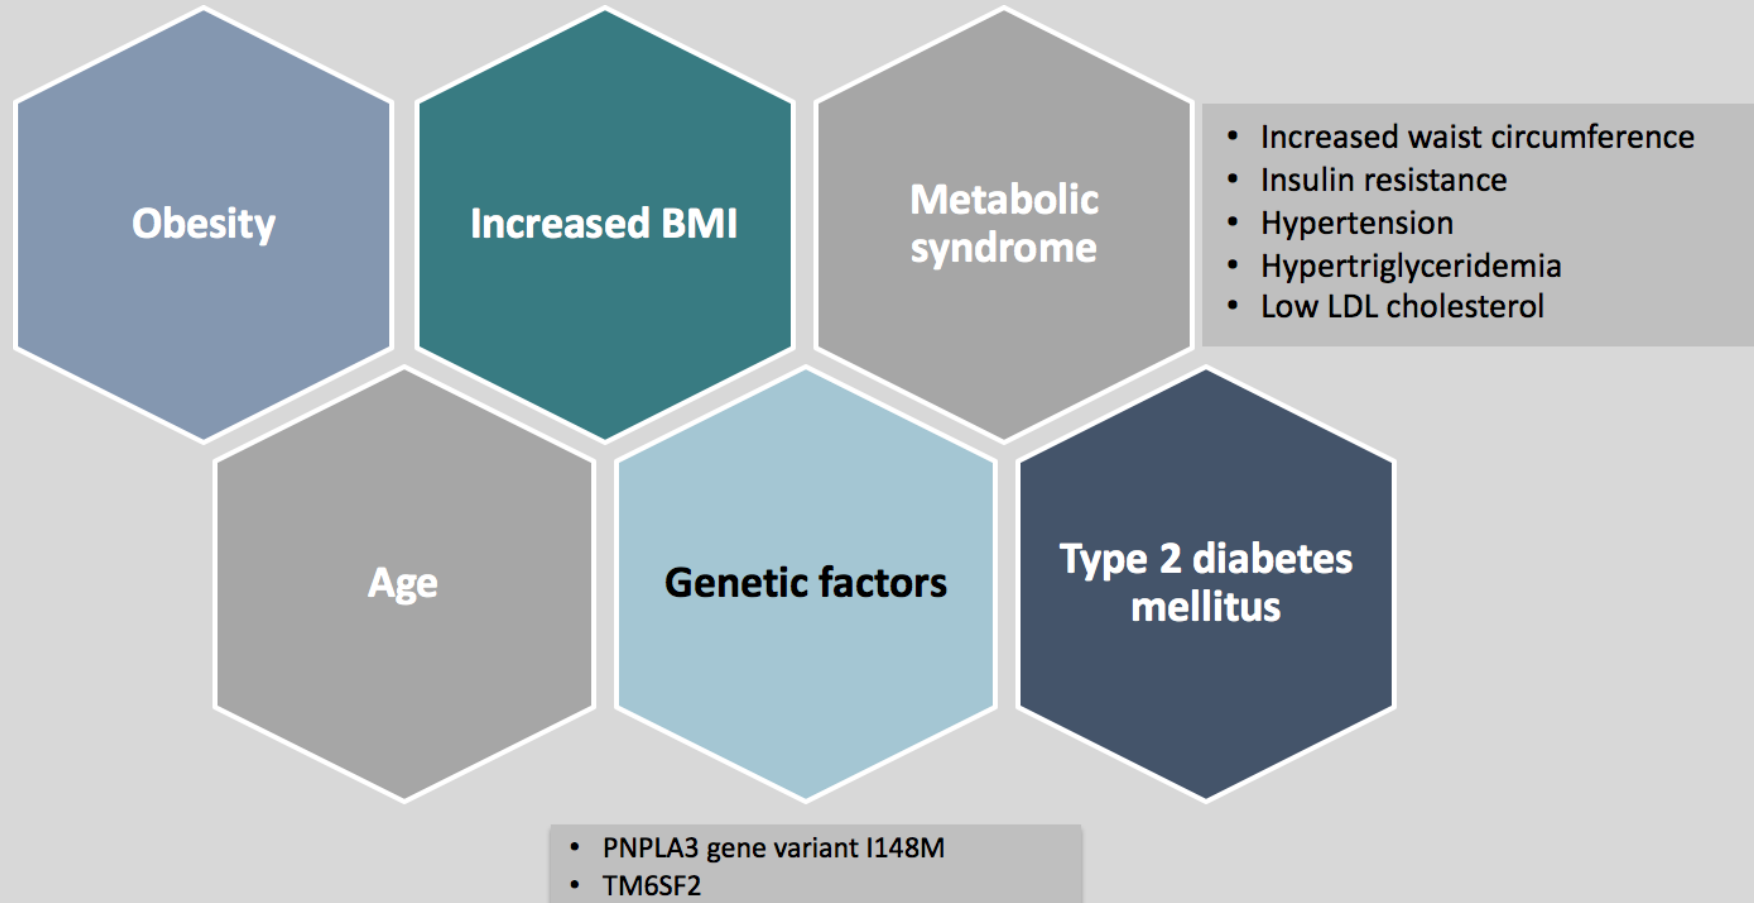 Obesity
Increased BMI
Metabolic
syndrome
• Increased waist circumference
• Insulin resistance
• Hypertension
• Hypertriglyceridemia
• Low LDL cholesterol
Age
Genetic factors
Type 2 diabetes
mellitus
• PNPLA3 gene variant I148M
• TM6SF2